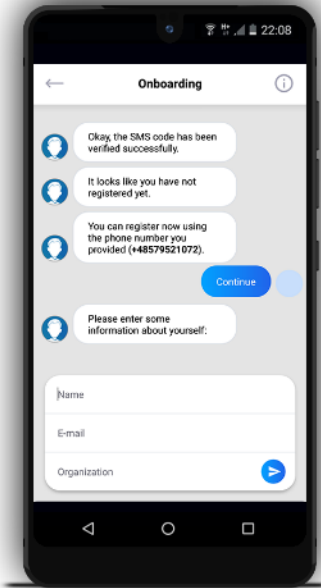 22:08
Onboarding
Okay, the SMS code has been
verified successfully.
It looks like you have not
registered yet.
You can register now using
the phone number you
provided (+48579521072).
Continue
Please enter some
information about yourself:
Name
E-mail
Organization